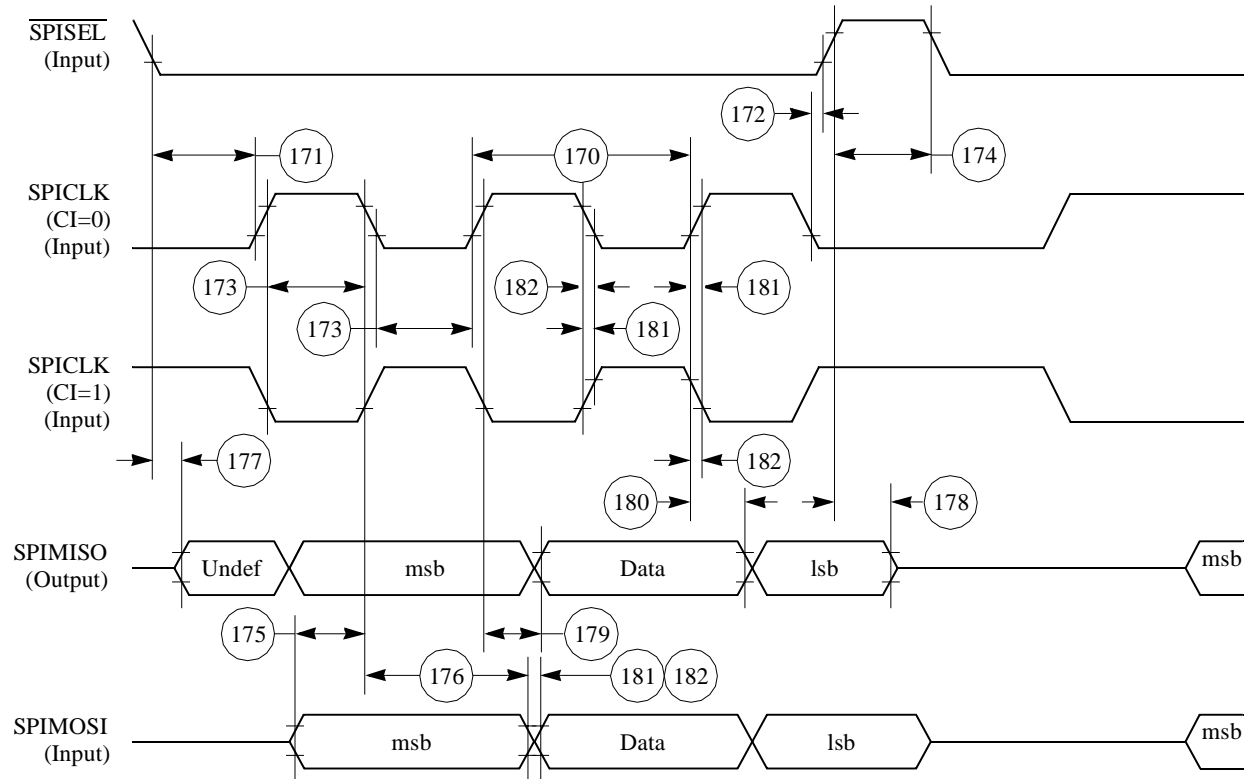 SPISEL
(Input)
172
171
170
174
SPICLK
(CI=0)
(Input)
173
182
181
173
181
SPICLK
(CI=1)
(Input)
177
182
180
178
SPIMISO
(Output)
Undef
msb
Data
lsb
msb
175
179
176
181
182
SPIMOSI
(Input)
msb
Data
lsb
msb